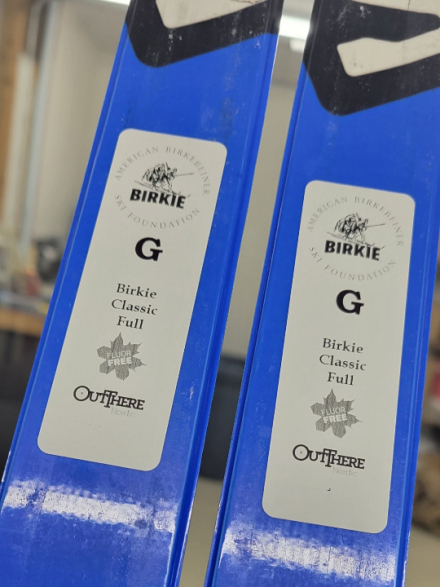 AMERICAN BIRKEBEINER
BIRKIE
SKI FOUNDATION
G
Birkie
Classic
Full
FLUOR
FREE
OUTTHERE
AMERICAN BIRKEBEINER
BIRKIE
SKI FOUNDATION
G
Birkie
Classic
Full
FLUOR
FREE
OUTTHERE